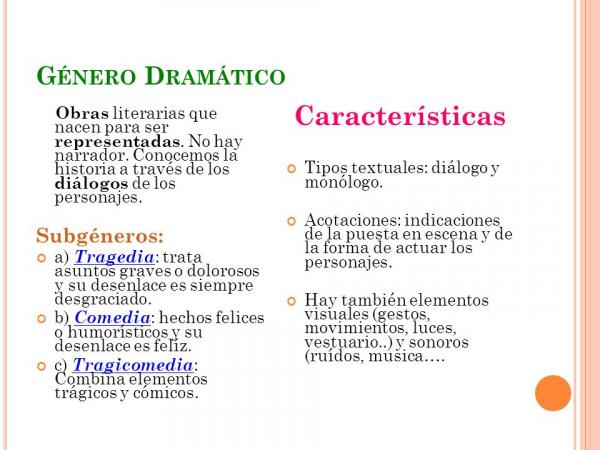 GÉNERO DRAMÁTICO
Obras literarias que
nacen para ser
representadas. No hay
narrador. Conocemos la
historia a través de los
diálogos de los
personajes.
Subgéneros:
a) Tragedia: trata
asuntos graves o dolorosos
y su desenlace es siempre
desgraciado.
b) Comedia: hechos felices
o humorísticos y su
desenlace es feliz.
c) Tragicomedia:
Combina elementos
trágicos y cómicos.
Características
Tipos textuales: diálogo y
monólogo.
Acotaciones: indicaciones
de la puesta en escena y de
la forma de actuar los
personajes.
Hay también elementos
visuales (gestos,
movimientos, luces,
vestuario..) y sonoros
(ruídos, música….